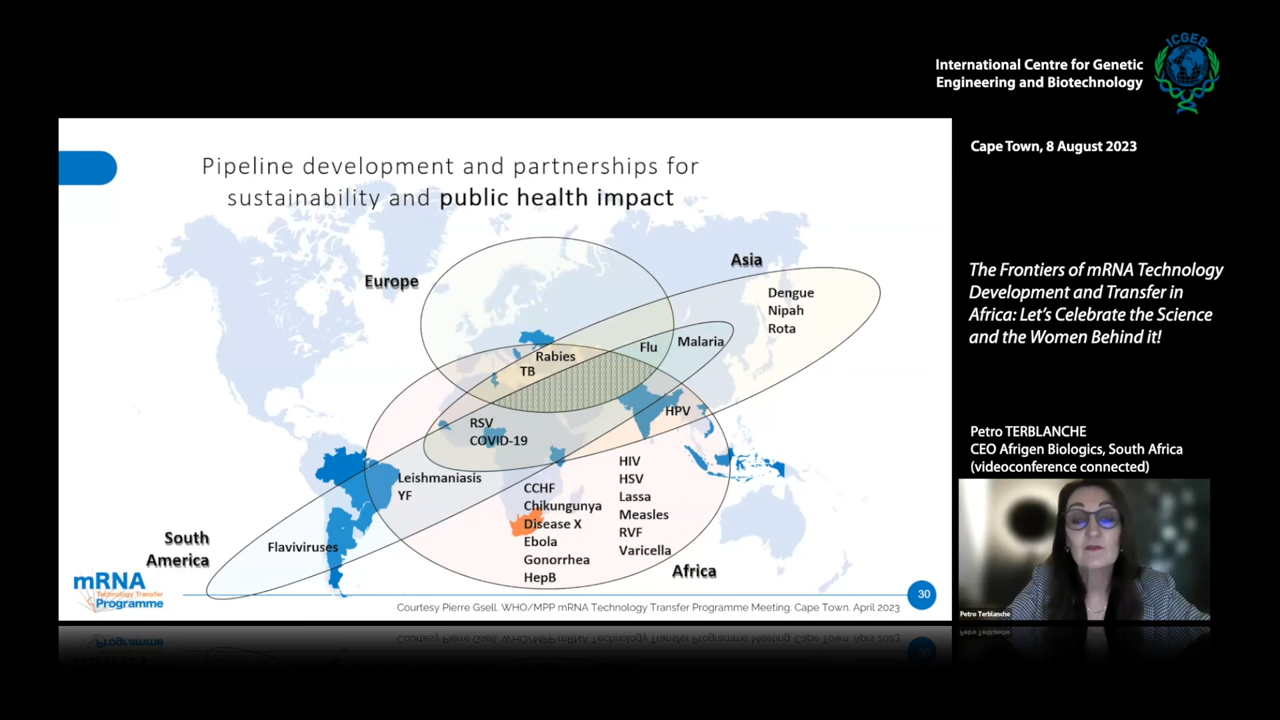 ICGEB
International Centre for Genetic
Engineering and Biotechnology
Cape Town, 8 August 2023
Pipeline development and partnerships for
sustainability and public health impact
Europe
Asia
Dengue
Nipah
Rota
Rabies
Flu
Malaria
TB
HPV
RSV
COVID-19
Leishmaniasis
YF
CCHF
Chikungunya
Disease X
Ebola
Gonorrhea
HepB
HIV
HSV
Lassa
Measles
RVF
Varicella
Flaviviruses
South
America
Africa
mRNA
Technology Transfer
Programme
30
Courtesy Pierre Gsell. WHO/MPP mRNA Technology Transfer Programme Meeting. Cape Town. April 2023
The Frontiers of mRNA Technology
Development and Transfer in
Africa: Let's Celebrate the Science
and the Women Behind it!
Petro TERBLANCHE
CEO Afrigen Biologics, South Africa
(videoconference connected)
Petro Terblanche